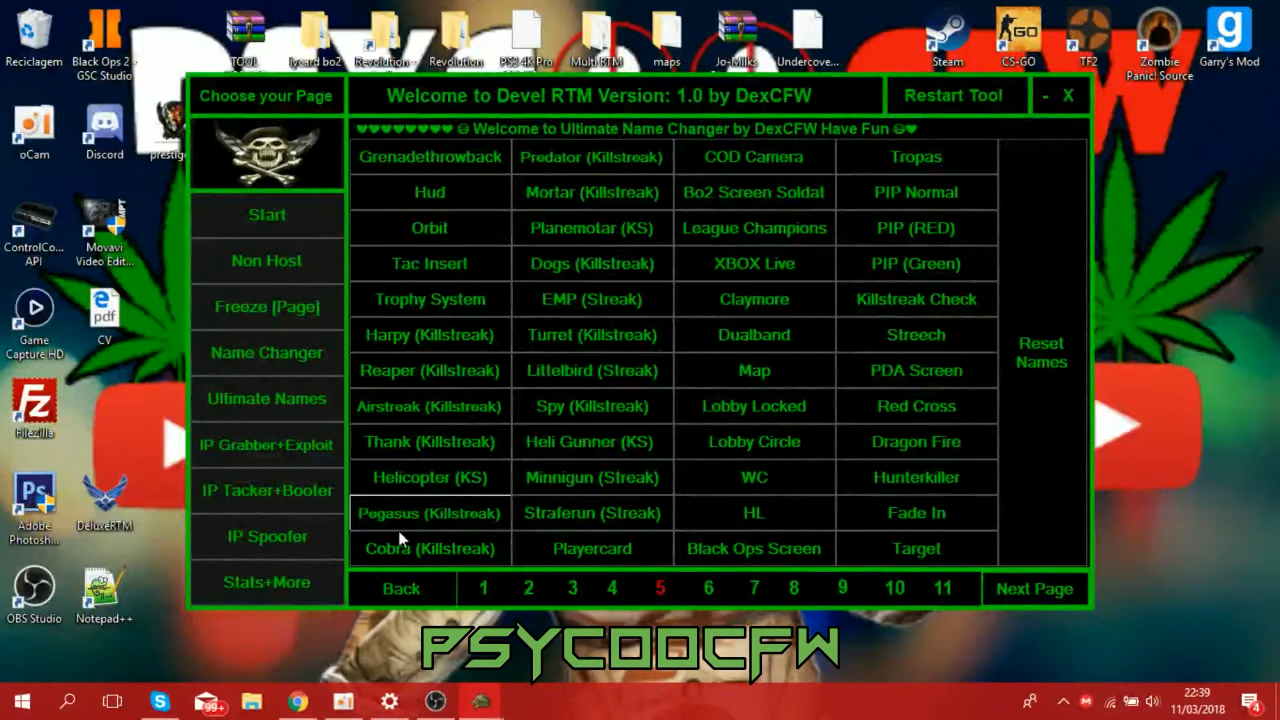 Reciclagem
Black Ops 2 - GSC Studio
TOOL
lycard bo2
Revolution -
Revolution
PS3 4K Pro
Multi RTM
maps
Jo-Milks
Undercove...
Steam
CS-GO
TF2
Zombie Panic! Source
Garry's Mod
oCam
Discord
prestig
ControlCo... API
Movavi Video Edit...
Game Capture HD
CV
FileZilla
Adobe Photosh...
DeluxeRTM
OBS Studio
Notepad++
Choose your Page
Welcome to Devel RTM Version: 1.0 by DexCFW
Restart Tool
- X
♥♥♥♥♥♥♥♥ ☺ Welcome to Ultimate Name Changer by DexCFW Have Fun ☺♥
Start
Non Host
Freeze [Page]
Name Changer
Ultimate Names
IP Grabber+Exploit
IP Tacker+Booter
IP Spoofer
Stats+More
Grenadethrowback Predator (Killstreak) COD Camera Tropas
Hud Mortar (Killstreak) Bo2 Screen Soldat PIP Normal
Orbit Planemotar (KS) League Champions PIP (RED)
Tac Insert Dogs (Killstreak) XBOX Live PIP (Green)
Trophy System EMP (Streak) Claymore Killstreak Check
Harpy (Killstreak) Turret (Killstreak) Dualband Streech
Reaper (Killstreak) Littelbird (Streak) Map PDA Screen
Airstreak (Killstreak) Spy (Killstreak) Lobby Locked Red Cross
Thank (Killstreak) Heli Gunner (KS) Lobby Circle Dragon Fire
Helicopter (KS) Minnigun (Streak) WC Hunterkiller
Pegasus (Killstreak) Straferun (Streak) HL Fade In
Cobra (Killstreak) Playercard Black Ops Screen Target
Reset Names
Back 1 2 3 4 5 6 7 8 9 10 11 Next Page
PSYCOOCFW
99+
22:39
11/03/2018
4